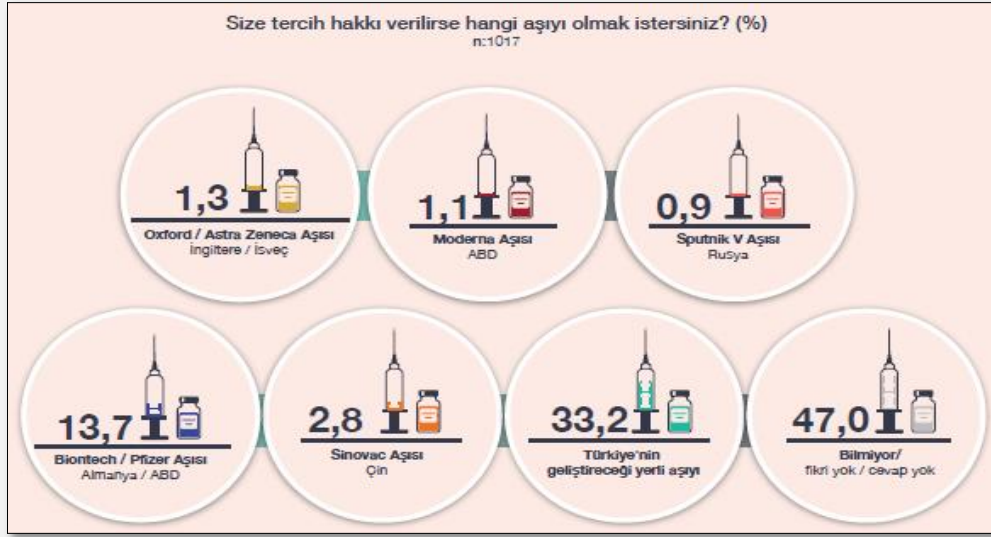 Size tercih hakkı verilirse hangi aşıyı olmak istersiniz? (%)
n:1017
1,3
Oxford / Astra Zeneca Aşısı
İngiltere / İsveç
1,1
Moderna Aşısı
ABD
0,9
Sputnik V Aşısı
Rusya
13,7
Biontech / Pfizer Aşısı
Almanya / ABD
2,8
Sinovac Aşısı
Çin
33,2
Türkiye'nin
geliştireceği yerli aşıyı
47,0
Bilmiyor/
fikri yok / cevap yok